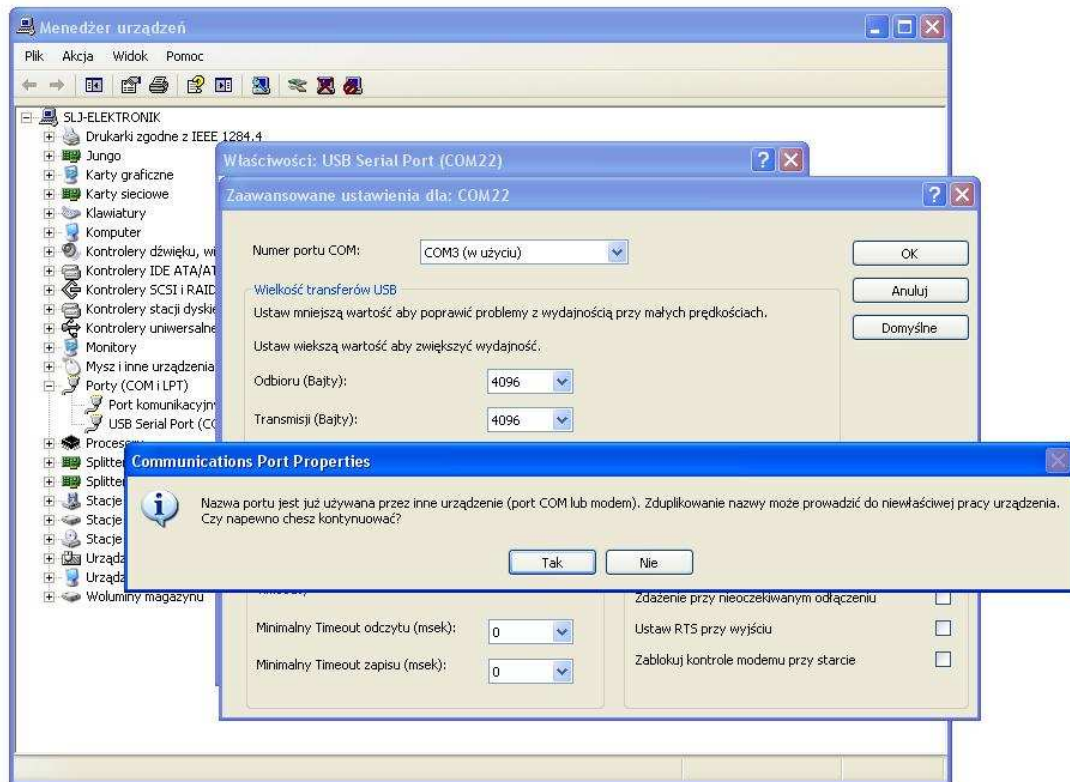 Menedżer urządzeń
Plik Akcja Widok Pomoc
SLJ-ELEKTRONIK
Drukarki zgodne z IEEE 1284.4
Jungo
Karty graficzne
Karty sieciowe
Klawiatury
Komputer
Kontrolery dźwięku, wi
Kontrolery IDE ATA/AT
Kontrolery SCSI i RAID
Kontrolery stacji dyskie
Kontrolery uniwersalne
Monitory
Mysz i inne urządzenia
Porty (COM i LPT)
Port komunikacyjn
USB Serial Port (CO
Procesory
Splitter
Splitter
Stacje
Stacje
Stacje
Urządz
Urządz
Woluminy magazynu
Właściwości: USB Serial Port (COM22)
Zaawansowane ustawienia dla: COM22
Numer portu COM: COM3 (w użyciu)
OK
Anuluj
Domyślne
Wielkość transferów USB
Ustaw mniejszą wartość aby poprawić problemy z wydajnością przy małych prędkościach.
Ustaw wiekszą wartość aby zwiększyć wydajność.
Odbioru (Bajty): 4096
Transmisji (Bajty): 4096
Communications Port Properties
Nazwa portu jest już używana przez inne urządzenie (port COM lub modem). Zduplikowanie nazwy może prowadzić do niewłaściwej pracy urządzenia.
Czy napewno chesz kontynuować?
Tak Nie
Minimalny Timeout odczytu (msek): 0
Minimalny Timeout zapisu (msek): 0
Zdażenie przy nieoczekiwanym odłączeniu
Ustaw RTS przy wyjściu
Zablokuj kontrole modemu przy starcie